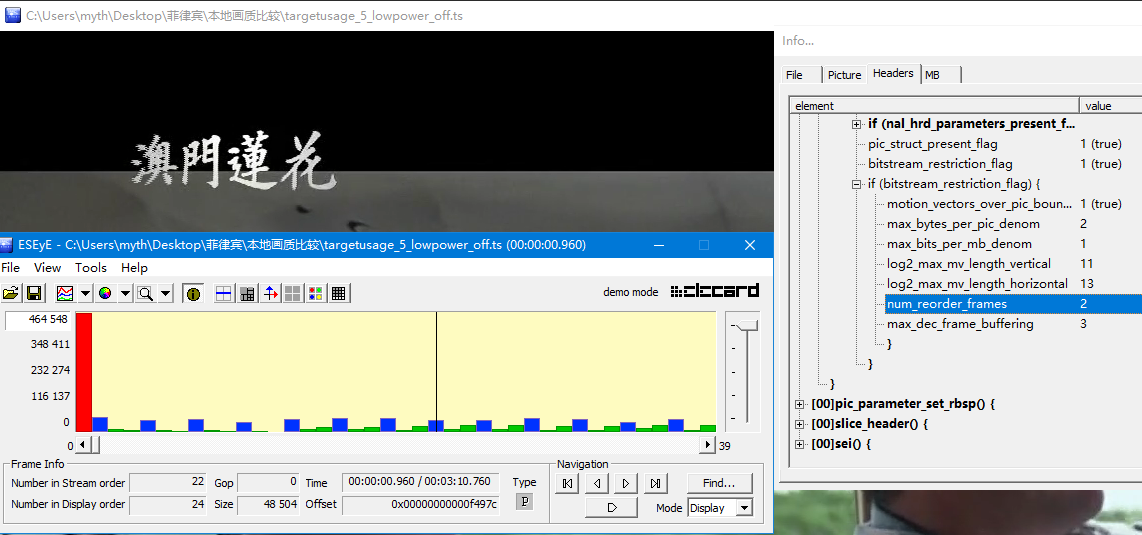 C:\Users\myth\Desktop\菲律宾\本地画质比较\targetusage_5_lowpower_off.ts
澳門蓮花
ESEyE - C:\Users\myth\Desktop\菲律宾\本地画质比较\targetusage_5_lowpower_off.ts (00:00:00.960)
File View Tools Help
demo mode elecard
464 548
348 411
232 274
116 137
0
0 39
Frame Info
Number in Stream order 22 Gop 0 Time 00:00:00.960 / 00:03:10.760 Type
Number in Display order 24 Size 48 504 Offset 0x00000000000f497c P
Navigation
Find...
Mode Display
Info...
File Picture Headers MB
element value
if (nal_hrd_parameters_present_f...
pic_struct_present_flag 1 (true)
bitstream_restriction_flag 1 (true)
if (bitstream_restriction_flag) {
motion_vectors_over_pic_boun... 1 (true)
max_bytes_per_pic_denom 2
max_bits_per_mb_denom 1
log2_max_mv_length_vertical 11
log2_max_mv_length_horizontal 13
num_reorder_frames 2
max_dec_frame_buffering 3
}
}
}
[00]pic_parameter_set_rbsp() {
[00]slice_header() {
[00]sei() {